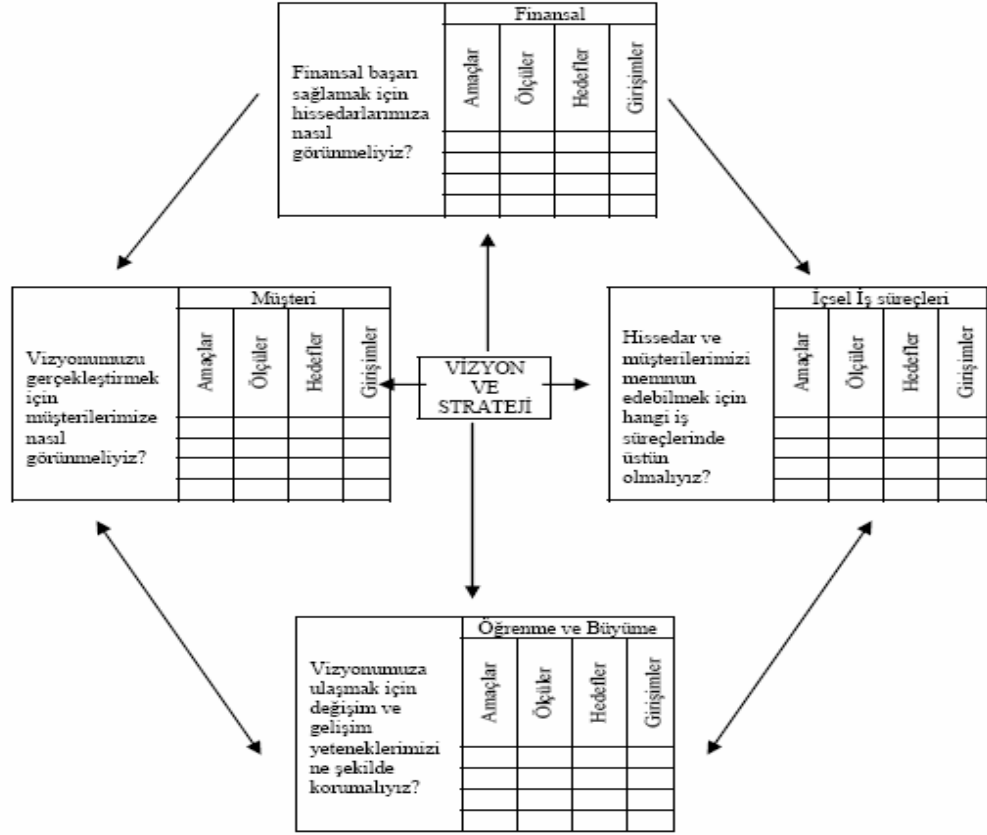 Finansal
Finansal başarı
sağlamak için
hissedarlarımıza
nasıl
görünmeliyiz?
Amaçlar
Ölçüler
Hedefler
Girişimler
Müşteri
Vizyonumuzu
gerçekleştirmek
için
müşterilerimize
nasıl
görünmeliyiz?
Amaçlar
Ölçüler
Hedefler
Girişimler
VİZYON
VE
STRATEJİ
İçsel İş süreçleri
Hissedar ve
müşterilerimizi
memnun
edebilmek için
hangi iş
süreçlerinde
üstün
olmalıyız?
Amaçlar
Ölçüler
Hedefler
Girişimler
Öğrenme ve Büyüme
Vizyonumuza
ulaşmak için
değişim ve
gelişim
yeteneklerimizi
ne şekilde
korumalıyız?
Amaçlar
Ölçüler
Hedefler
Girişimler